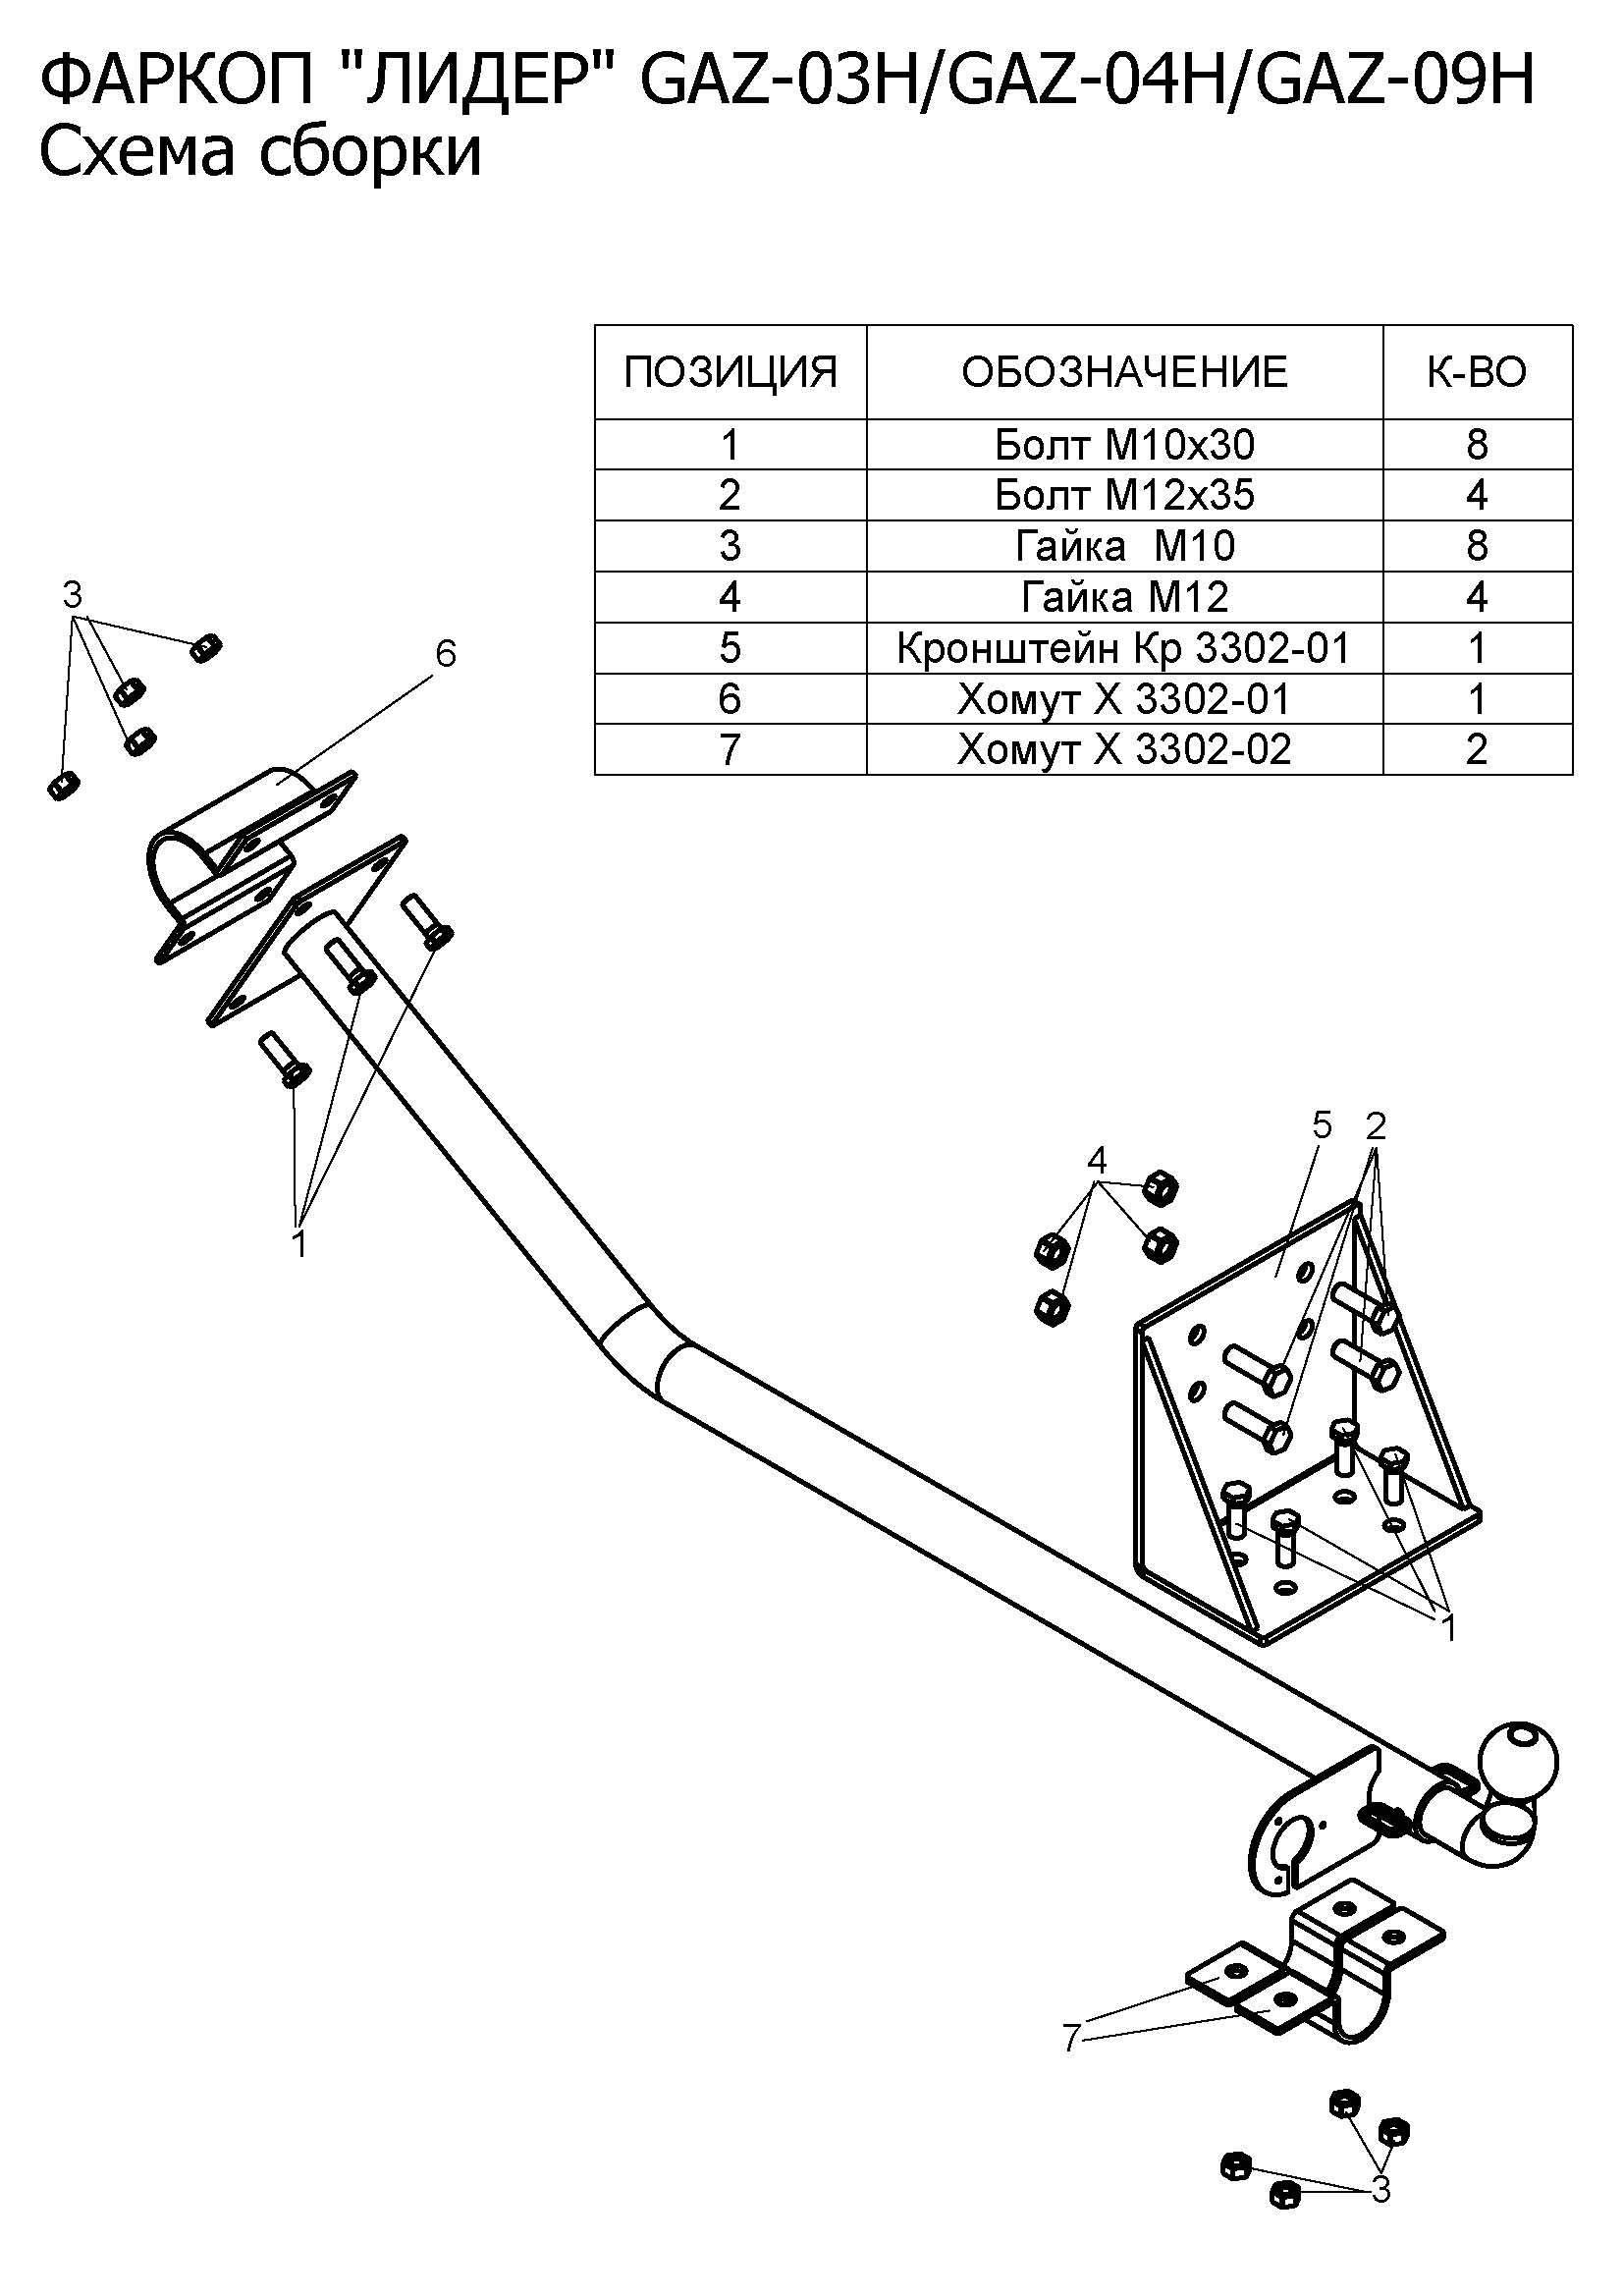 ФАРКОП "ЛИДЕР" GAZ-03H/GAZ-04H/GAZ-09H
Схема сборки
ПОЗИЦИЯ ОБОЗНАЧЕНИЕ К-ВО
1 Болт М10х30 8
2 Болт М12х35 4
3 Гайка М10 8
4 Гайка М12 4
5 Кронштейн Кр 3302-01 1
6 Хомут Х 3302-01 1
7 Хомут Х 3302-02 2
3
6
1
5
2
4
1
7
3